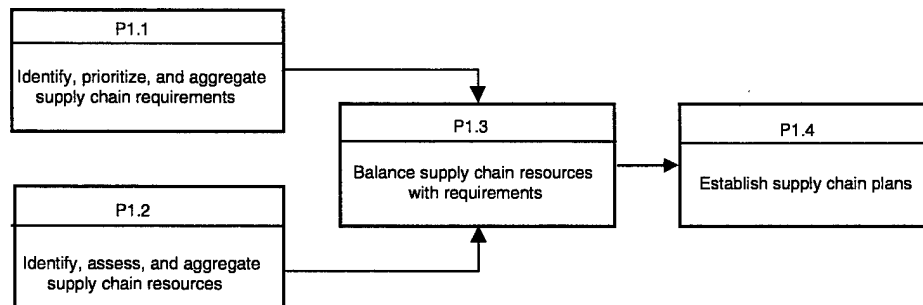 P1.1
Identify, prioritize, and aggregate
supply chain requirements
P1.2
Identify, assess, and aggregate
supply chain resources
P1.3
Balance supply chain resources
with requirements
P1.4
Establish supply chain plans